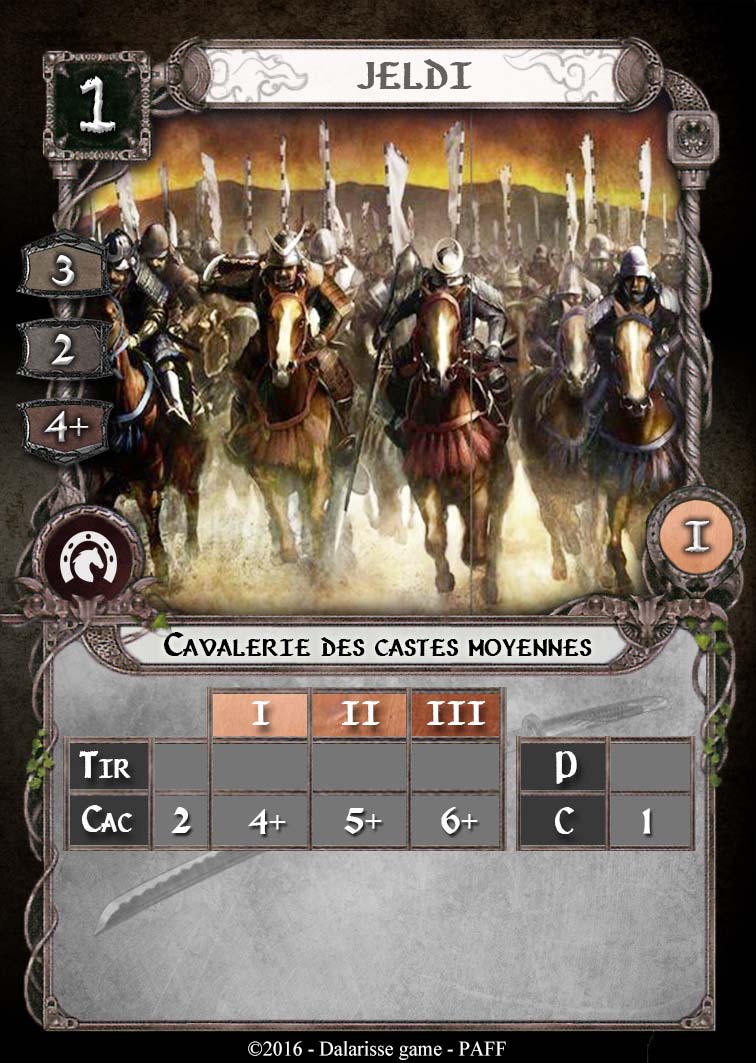 JELDI
1
3
2
4+
I
CAVALERIE DES CASTES MOYENNES
I II III
TIR P
CAC 2 4+ 5+ 6+ C 1
©2016 - Dalarisse game - PAFF